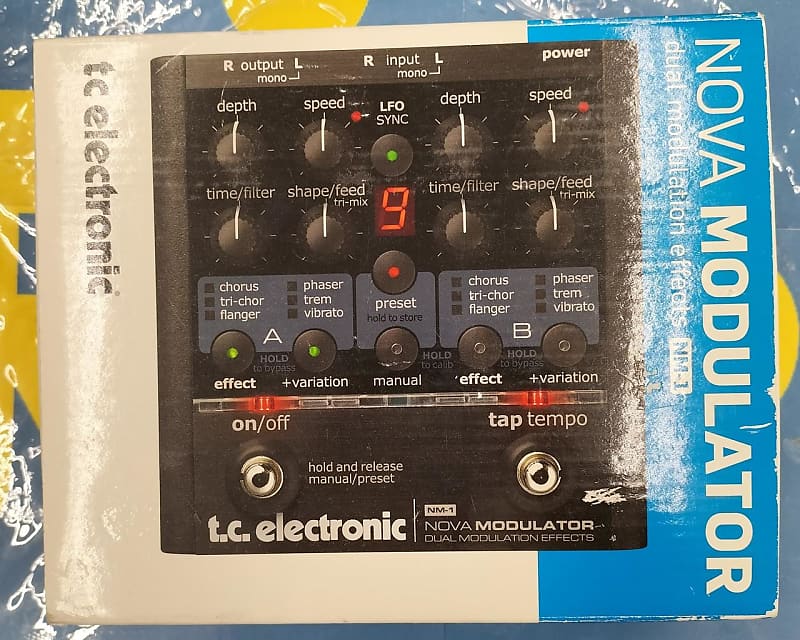 tc electronic
R output L
mono
R input L
mono
power
depth
speed
LFO
SYNC
depth
speed
time/filter
shape/feed
tri-mix
9
time/filter
shape/feed
tri-mix
chorus
tri-chor
flanger
phaser
trem
vibrato
A
preset
hold to store
chorus
tri-chor
flanger
phaser
trem
vibrato
B
HOLD
to bypass
HOLD
to calib
HOLD
to bypass
effect
+variation
manual
effect
+variation
on/off
tap tempo
hold and release
manual/preset
t.c. electronic
NM-1
NOVA MODULATOR
DUAL MODULATION EFFECTS
NOVA MODULATOR
dual modulation effects NM-1